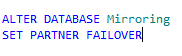 ALTER DATABASE Mirroring
SET PARTNER FAILOVER